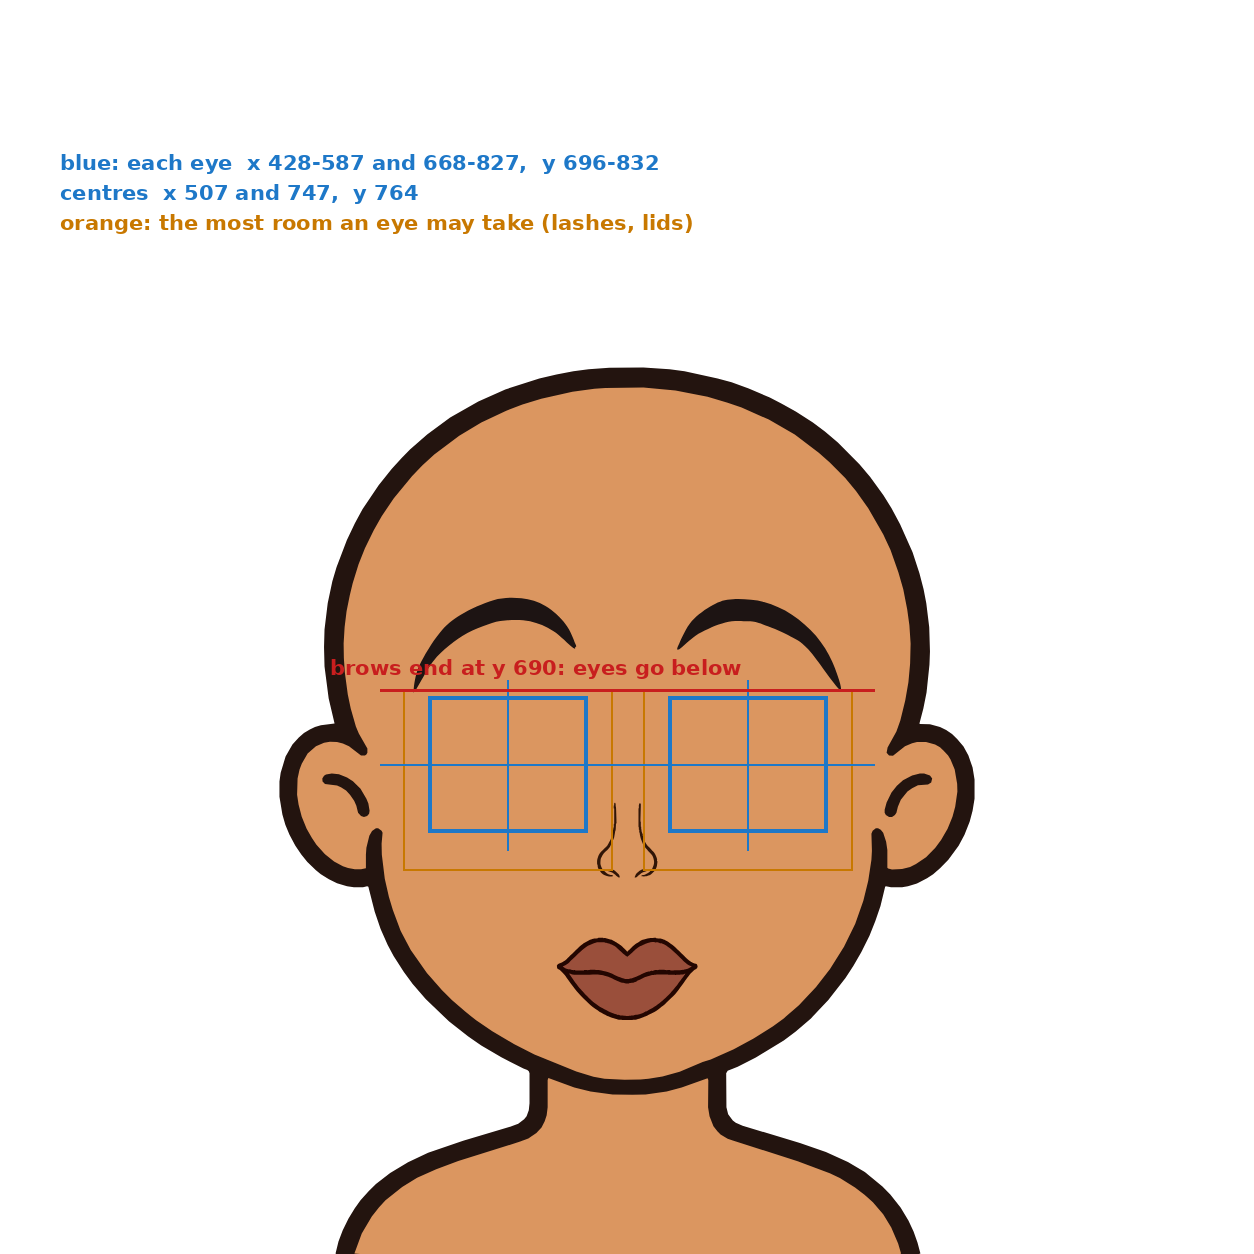 blue: each eye  x 428-587 and 668-827,  y 696-832
centres  x 507 and 747,  y 764
orange: the most room an eye may take (lashes, lids)
brows end at y 690: eyes go below